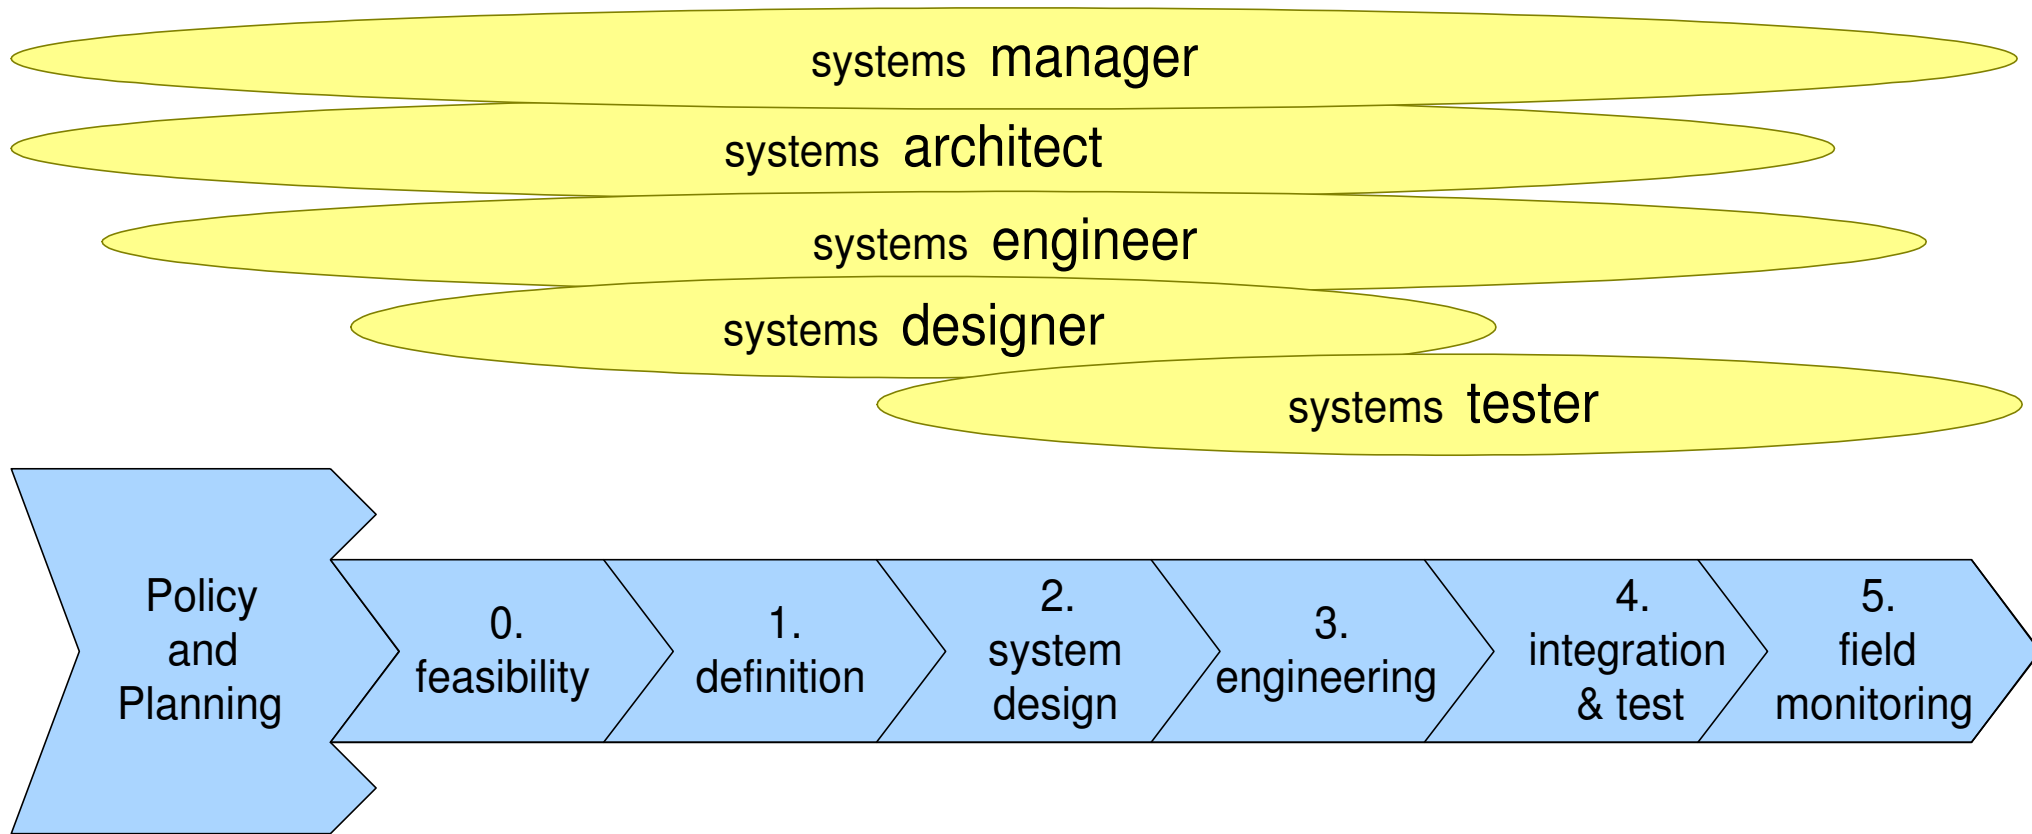 systems manager
systems architect
systems engineer
systems designer
systems tester
Policy
and
Planning
0.
feasibility
1.
definition
2.
system
design
3.
engineering
4.
integration
& test
5.
field
monitoring